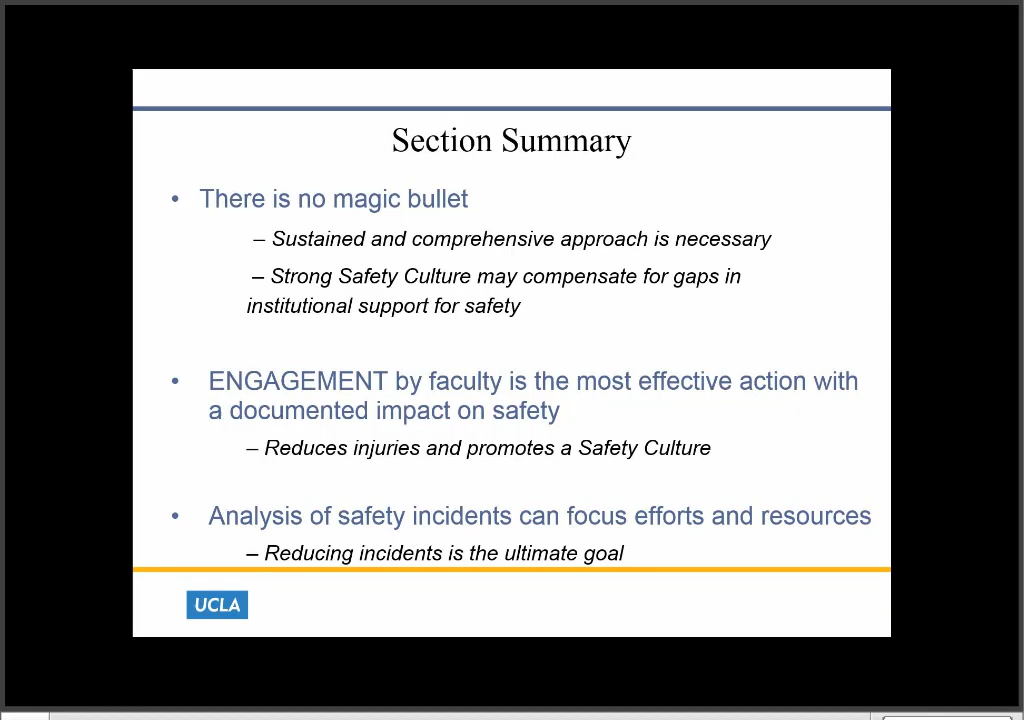 Section Summary
• There is no magic bullet
– Sustained and comprehensive approach is necessary
– Strong Safety Culture may compensate for gaps in
institutional support for safety
• ENGAGEMENT by faculty is the most effective action with
a documented impact on safety
– Reduces injuries and promotes a Safety Culture
• Analysis of safety incidents can focus efforts and resources
– Reducing incidents is the ultimate goal
UCLA